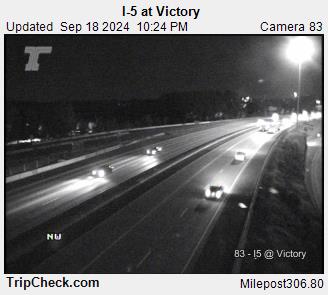 I-5 at Victory
Updated Sep 18 2024 10:24 PM Camera 83
T
NW
83 - I5 @ Victory
TripCheck.com Milepost306.80